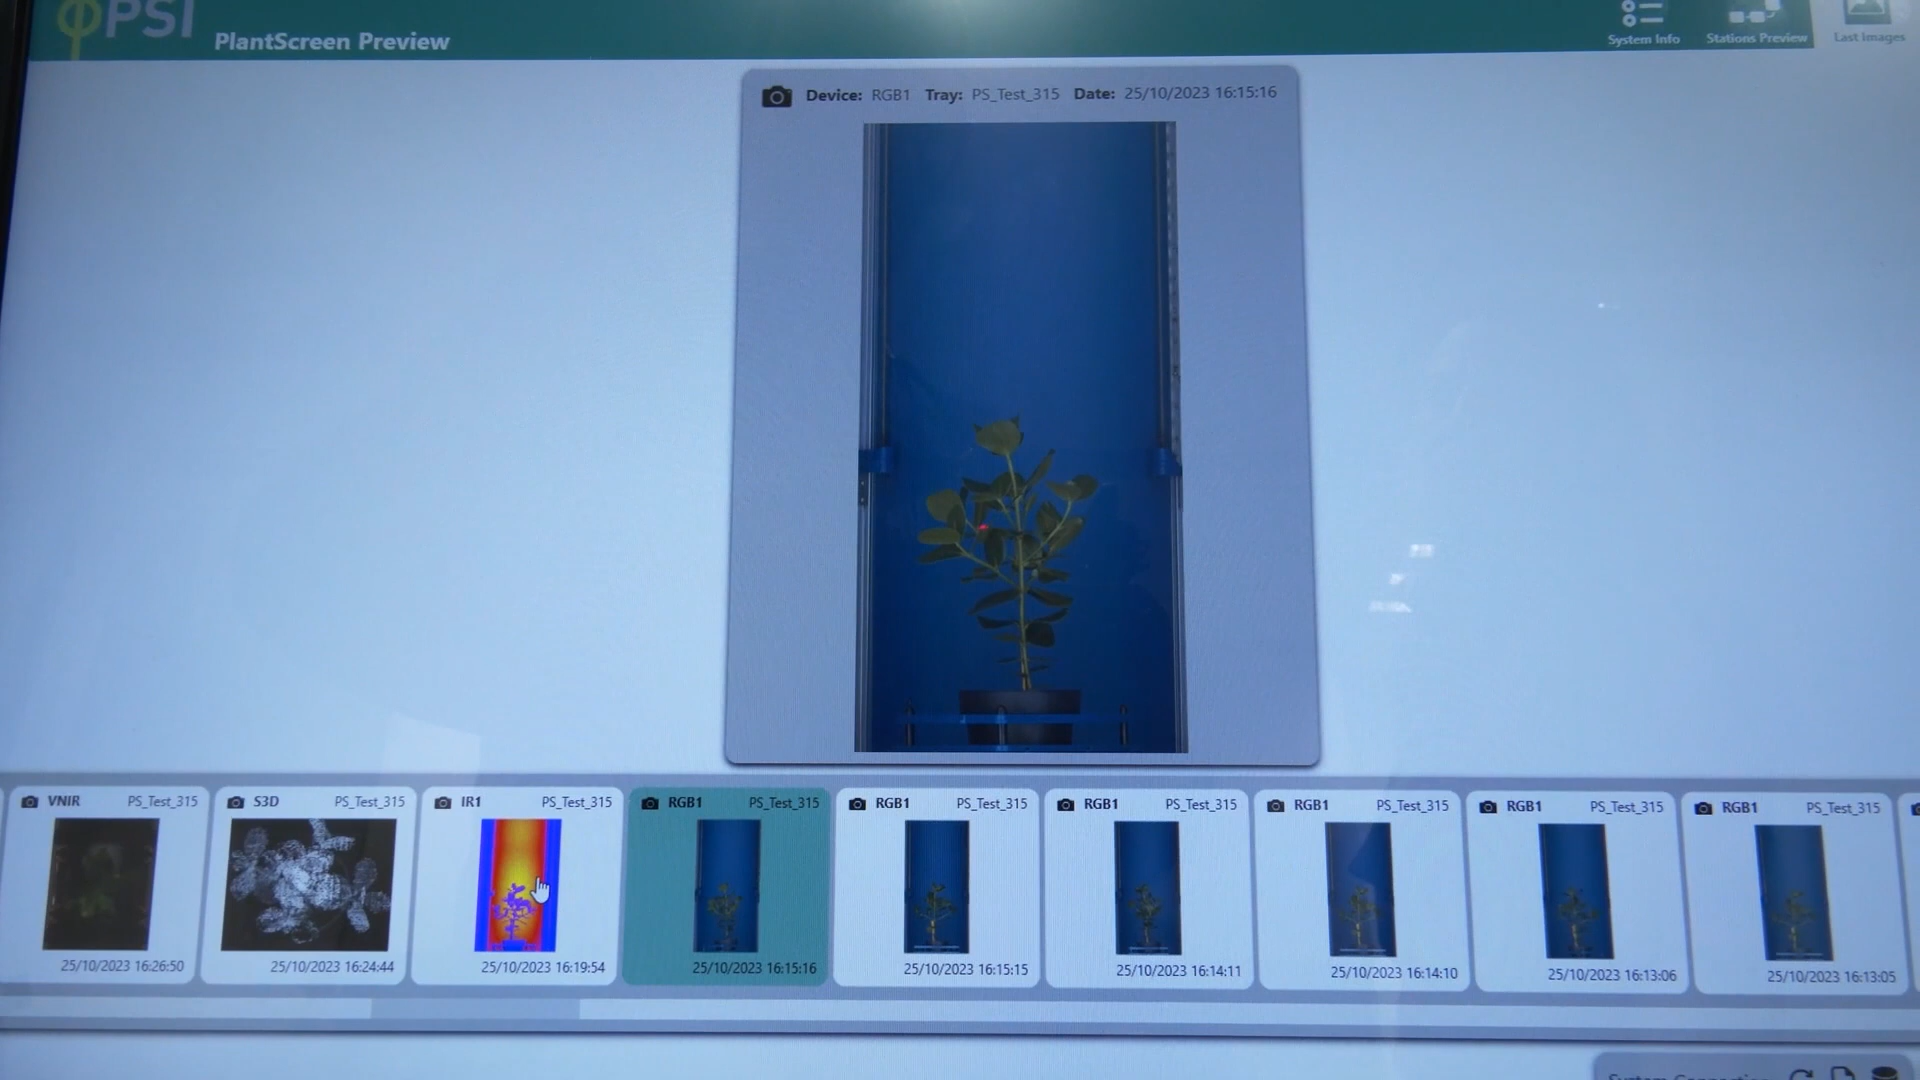 PSI
PlantScreen Preview
System Info
Stations Preview
Last Images
Device: RGB1 Tray: PS_Test_315 Date: 25/10/2023 16:15:16
VNIR PS_Test_315
25/10/2023 16:26:50
S3D PS_Test_315
25/10/2023 16:24:44
IR1 PS_Test_315
25/10/2023 16:19:54
RGB1 PS_Test_315
25/10/2023 16:15:16
RGB1 PS_Test_315
25/10/2023 16:15:15
RGB1 PS_Test_315
25/10/2023 16:14:11
RGB1 PS_Test_315
25/10/2023 16:14:10
RGB1 PS_Test_315
25/10/2023 16:13:06
RGB1 PS_Test_315
25/10/2023 16:13:05